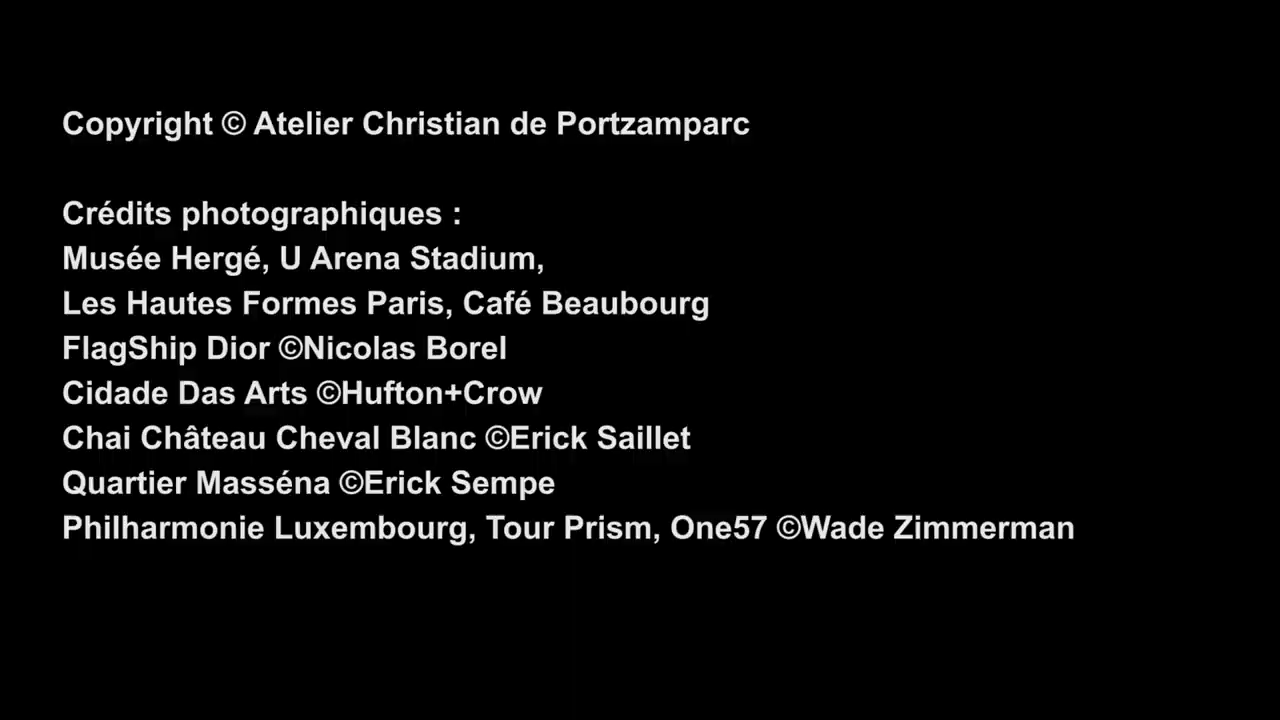 Copyright © Atelier Christian de Portzamparc
Crédits photographiques :
Musée Hergé, U Arena Stadium,
Les Hautes Formes Paris, Café Beaubourg
FlagShip Dior ©Nicolas Borel
Cidade Das Arts ©Hufton+Crow
Chai Château Cheval Blanc ©Erick Saillet
Quartier Masséna ©Erick Sempe
Philharmonie Luxembourg, Tour Prism, One57 ©Wade Zimmerman